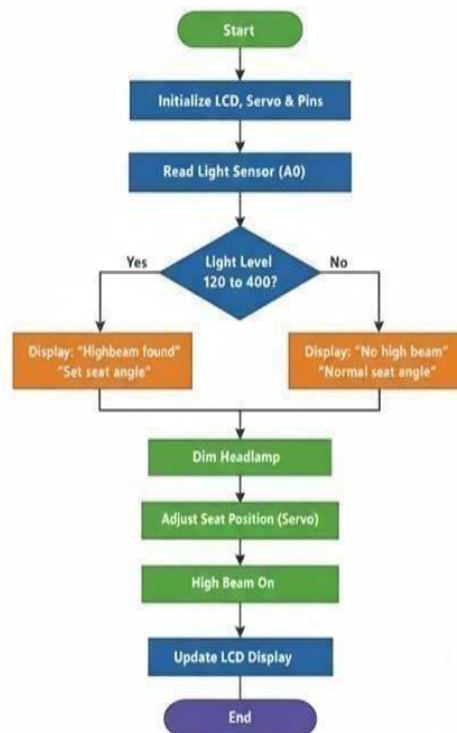 Start
Initialize LCD, Servo & Pins
Read Light Sensor (A0)
Light Level
120 to 400?
Yes
No
Display: "Highbeam found"
"Set seat angle"
Display: "No high beam"
"Normal seat angle"
Dim Headlamp
Adjust Seat Position (Servo)
High Beam On
Update LCD Display
End